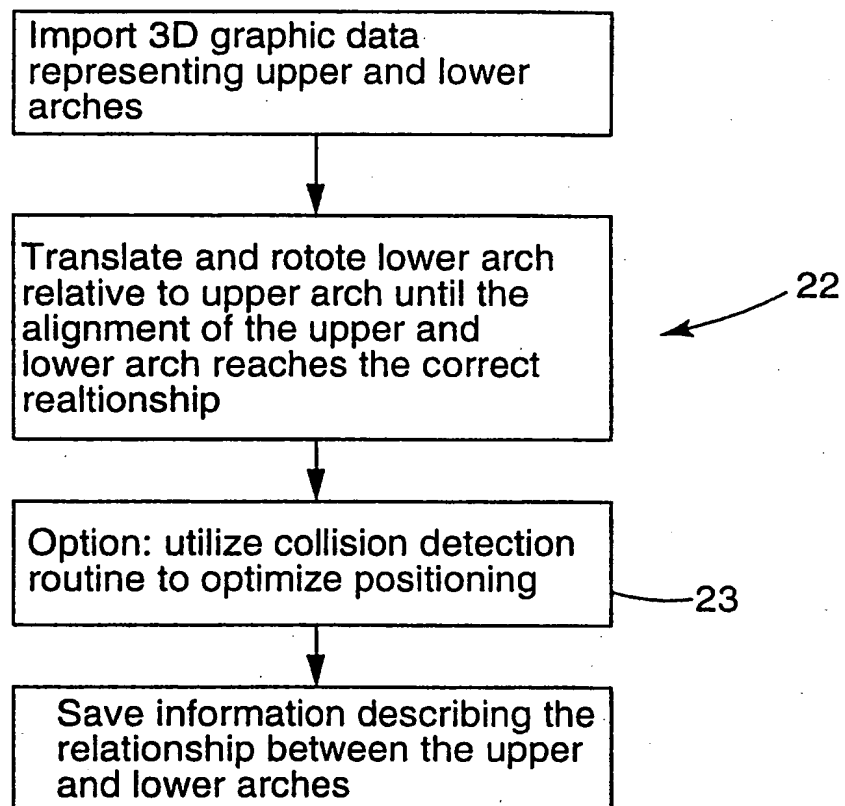 Import 3D graphic data
representing upper and lower
arches
Translate and rotote lower arch
relative to upper arch until the
alignment of the upper and
lower arch reaches the correct
realtionship
22
Option: utilize collision detection
routine to optimize positioning
23
Save information describing the
relationship between the upper
and lower arches